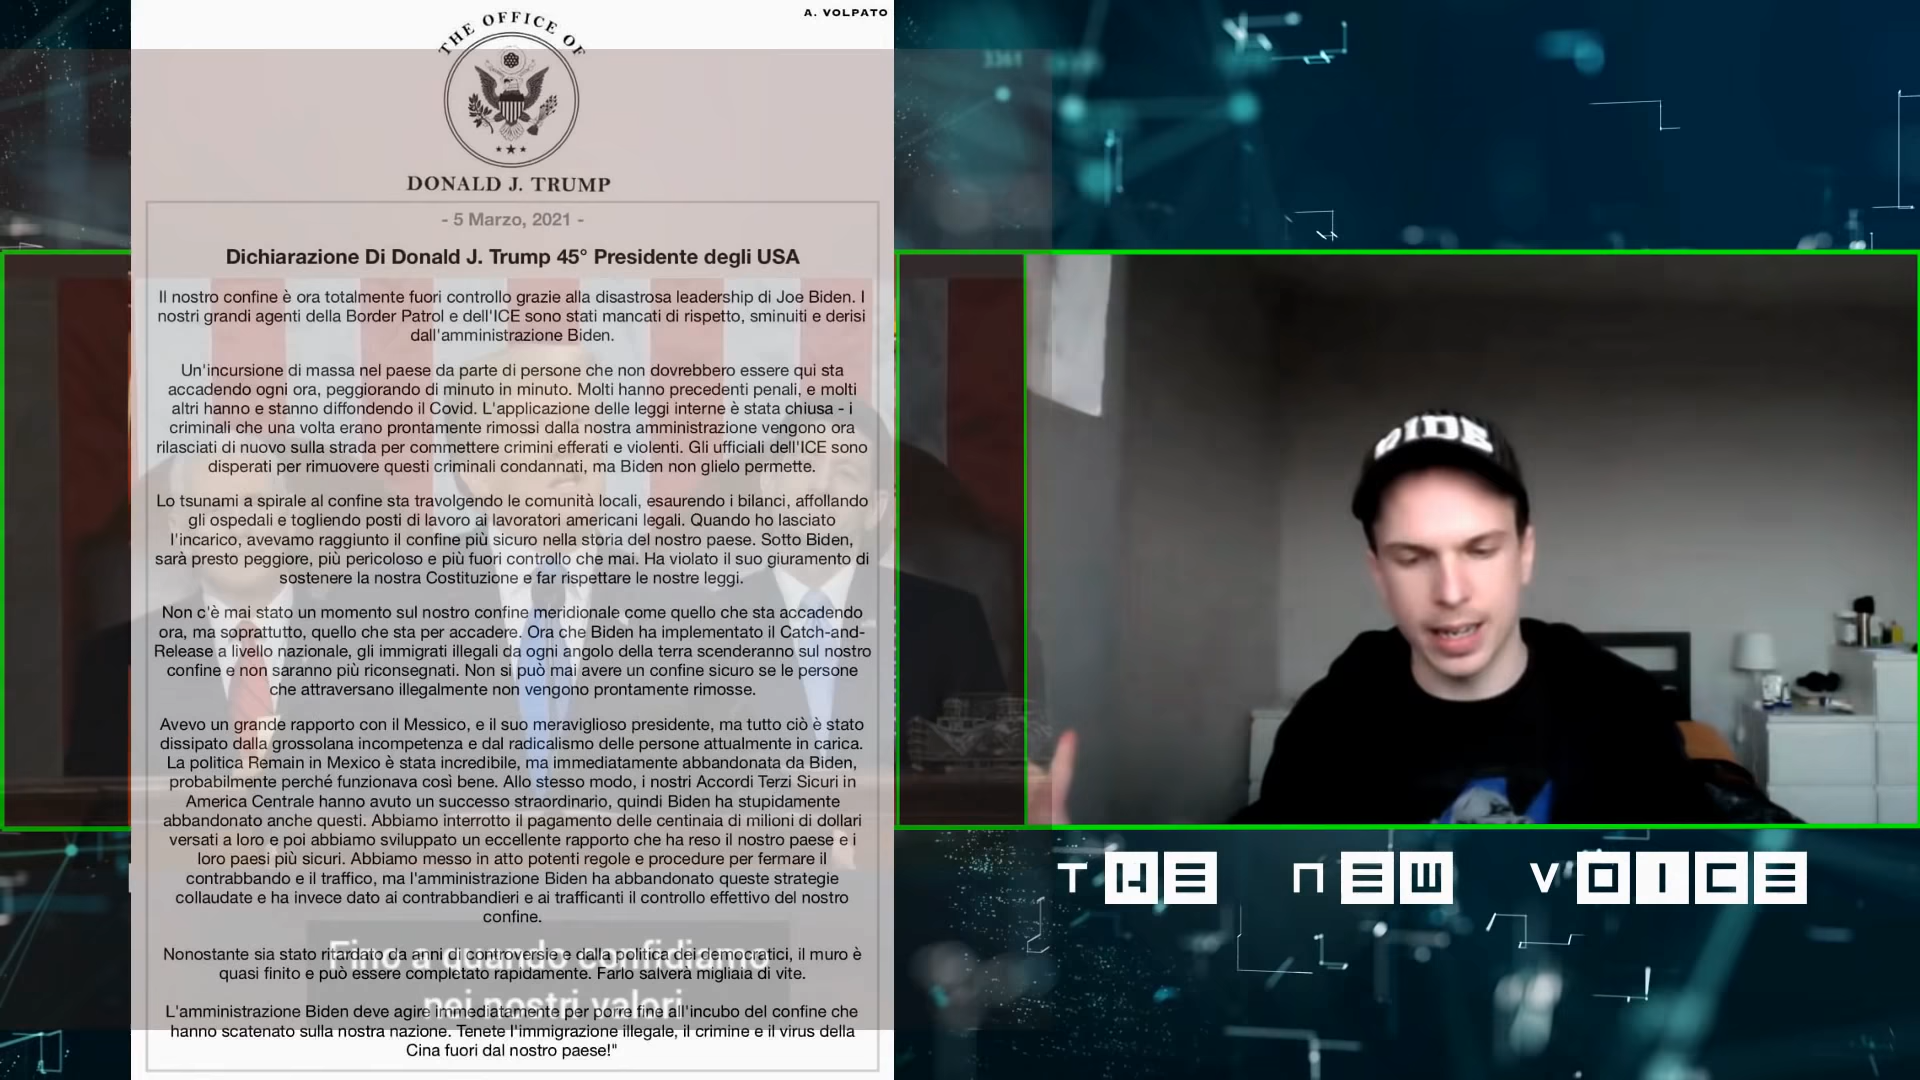 A. VOLPATO
THE OFFICE OF
DONALD J. TRUMP
- 5 Marzo, 2021 -
Dichiarazione Di Donald J. Trump 45° Presidente degli USA
Il nostro confine è ora totalmente fuori controllo grazie alla disastrosa leadership di Joe Biden. I
nostri grandi agenti della Border Patrol e dell'ICE sono stati mancati di rispetto, sminuiti e derisi
dall'amministrazione Biden.
Un'incursione di massa nel paese da parte di persone che non dovrebbero essere qui sta
accadendo ogni ora, peggiorando di minuto in minuto. Molti hanno precedenti penali, e molti
altri hanno e stanno diffondendo il Covid. L'applicazione delle leggi interne è stata chiusa - i
criminali che una volta erano prontamente rimossi dalla nostra amministrazione vengono ora
rilasciati di nuovo sulla strada per commettere crimini efferati e violenti. Gli ufficiali dell'ICE sono
disperati per rimuovere questi criminali condannati, ma Biden non glielo permette.
Lo tsunami a spirale al confine sta travolgendo le comunità locali, esaurendo i bilanci, affollando
gli ospedali e togliendo posti di lavoro ai lavoratori americani legali. Quando ho lasciato
l'incarico, avevamo raggiunto il confine più sicuro nella storia del nostro paese. Sotto Biden,
sarà presto peggiore, più pericoloso e più fuori controllo che mai. Ha violato il suo giuramento di
sostenere la nostra Costituzione e far rispettare le nostre leggi.
Non c'è mai stato un momento sul nostro confine meridionale come quello che sta accadendo
ora, ma soprattutto, quello che sta per accadere. Ora che Biden ha implementato il Catch-and-
Release a livello nazionale, gli immigrati illegali da ogni angolo della terra scenderanno sul nostro
confine e non saranno più riconsegnati. Non si può mai avere un confine sicuro se le persone
che attraversano illegalmente non vengono prontamente rimosse.
Avevo un grande rapporto con il Messico, e il suo meraviglioso presidente, ma tutto ciò è stato
dissipato dalla grossolana incompetenza e dal radicalismo delle persone attualmente in carica.
La politica Remain in Mexico è stata incredibile, ma immediatamente abbandonata da Biden,
probabilmente perché funzionava così bene. Allo stesso modo, i nostri Accordi Terzi Sicuri in
America Centrale hanno avuto un successo straordinario, quindi Biden ha stupidamente
abbandonato anche questi. Abbiamo interrotto il pagamento delle centinaia di milioni di dollari
versati a loro e poi abbiamo sviluppato un eccellente rapporto che ha reso il nostro paese e i
loro paesi più sicuri. Abbiamo messo in atto potenti regole e procedure per fermare il
contrabbando e il traffico, ma l'amministrazione Biden ha abbandonato queste strategie
collaudate e ha invece dato ai contrabbandieri e ai trafficanti il controllo effettivo del nostro
confine.
Nonostante sia stato ritardato da anni di controversie e dalla politica dei democratici, il muro è
quasi finito e può essere completato rapidamente. Farlo salverà migliaia di vite.
L'amministrazione Biden deve agire immediatamente per porre fine all'incubo del confine che
hanno scatenato sulla nostra nazione. Tenete l'immigrazione illegale, il crimine e il virus della
Cina fuori dal nostro paese!"
Fino a quando confidiamo
nei nostri valori
THE NEW VOICE